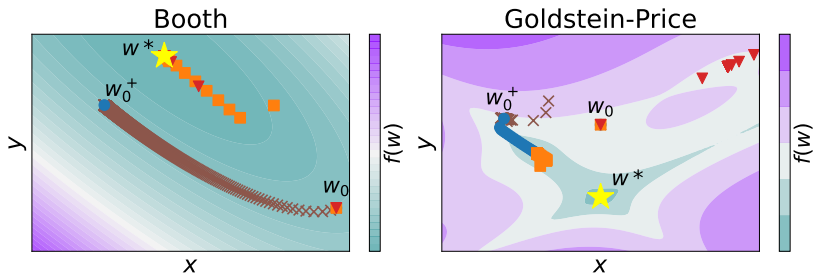 Booth
w*
w₀⁺
w₀
y
x
f(w)
Goldstein-Price
w₀⁺
w₀
w*
y
x
f(w)